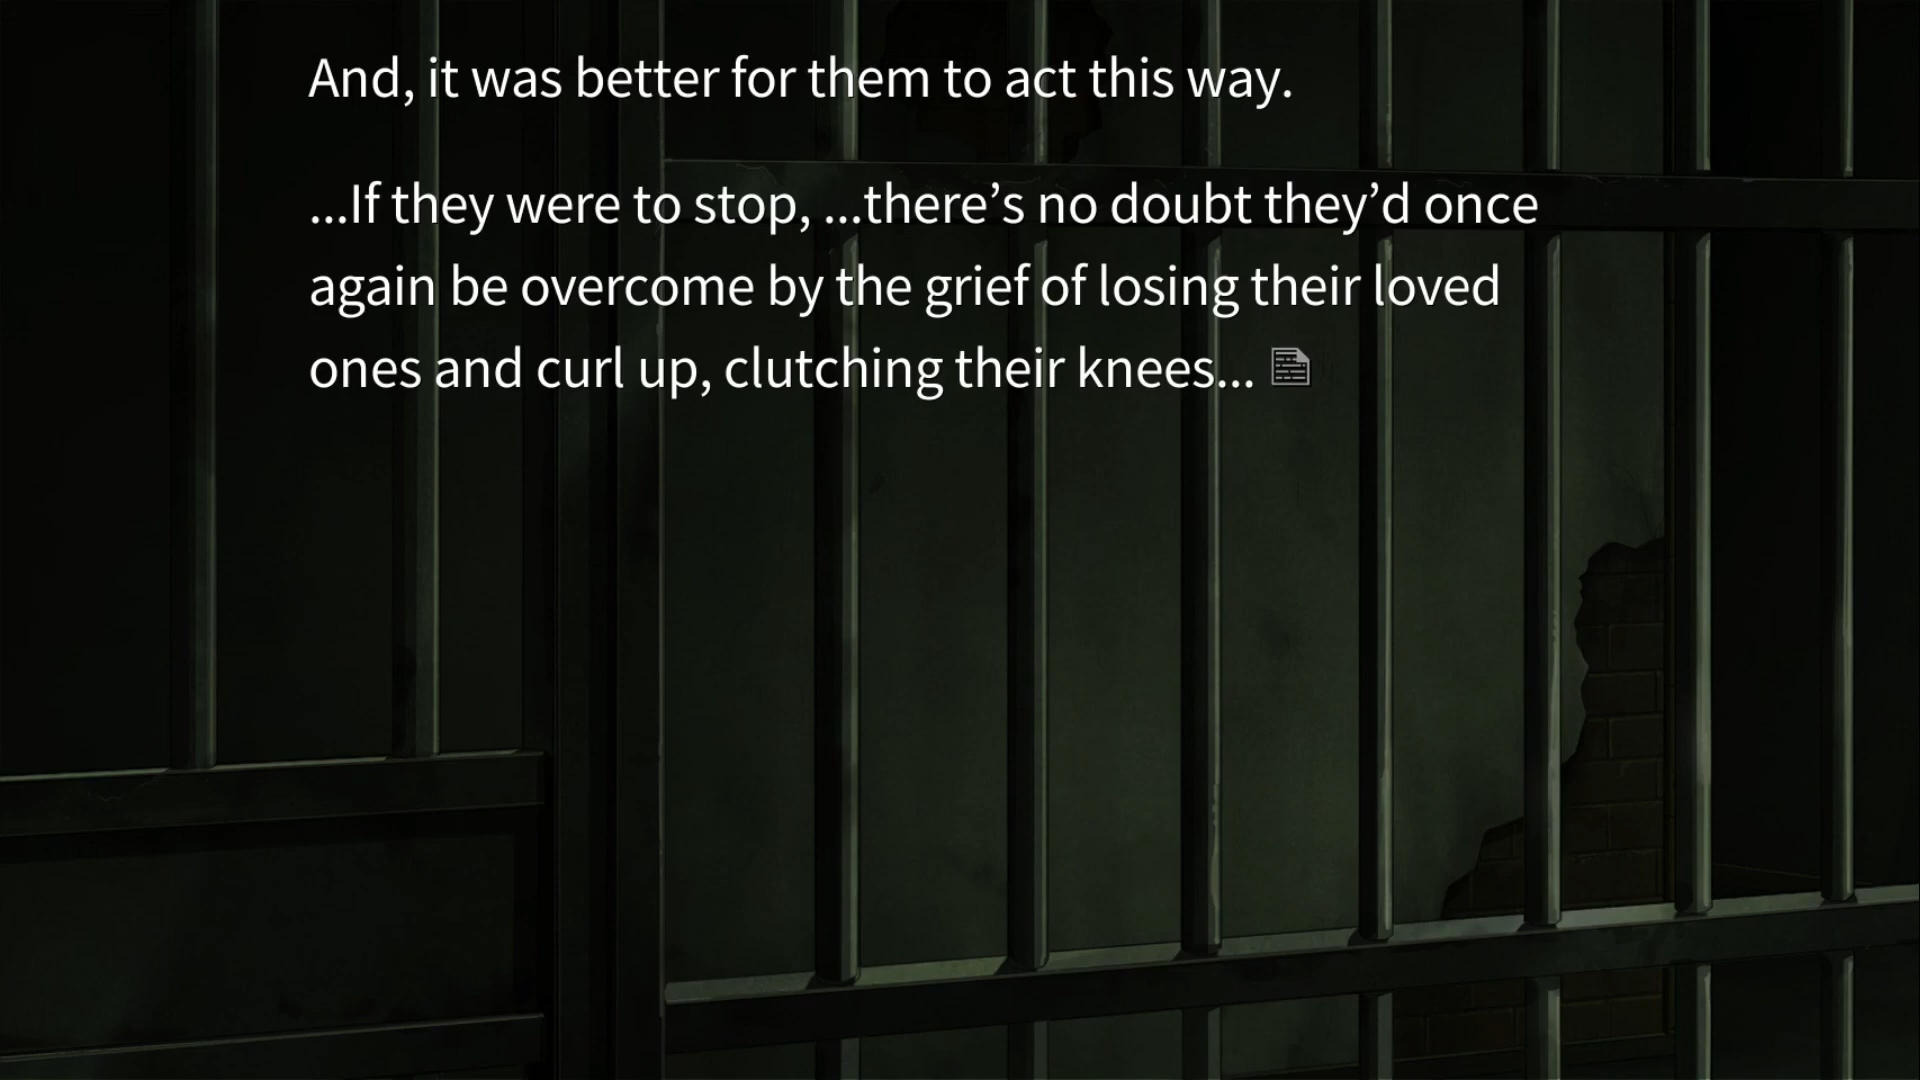 And, it was better for them to act this way.
...If they were to stop, ...there’s no doubt they’d once
again be overcome by the grief of losing their loved
ones and curl up, clutching their knees...